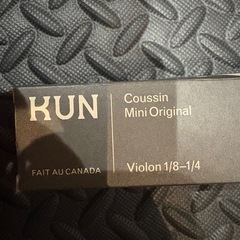 KUN
FAIT AU CANADA
Coussin
Mini Original
Violon 1/8–1/4